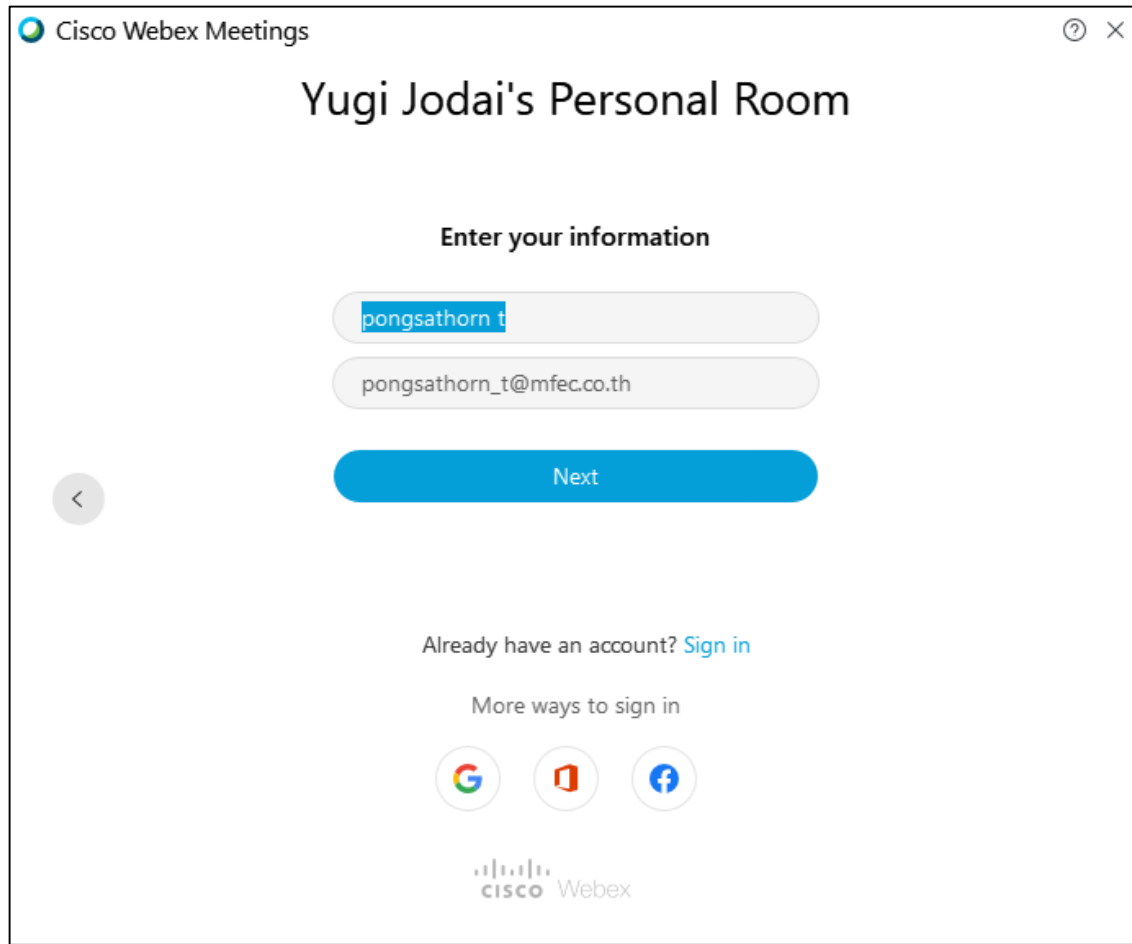 Cisco Webex Meetings
Yugi Jodai's Personal Room
Enter your information
pongsathorn t
pongsathorn_t@mfec.co.th
Next
Already have an account? Sign in
More ways to sign in
cisco Webex